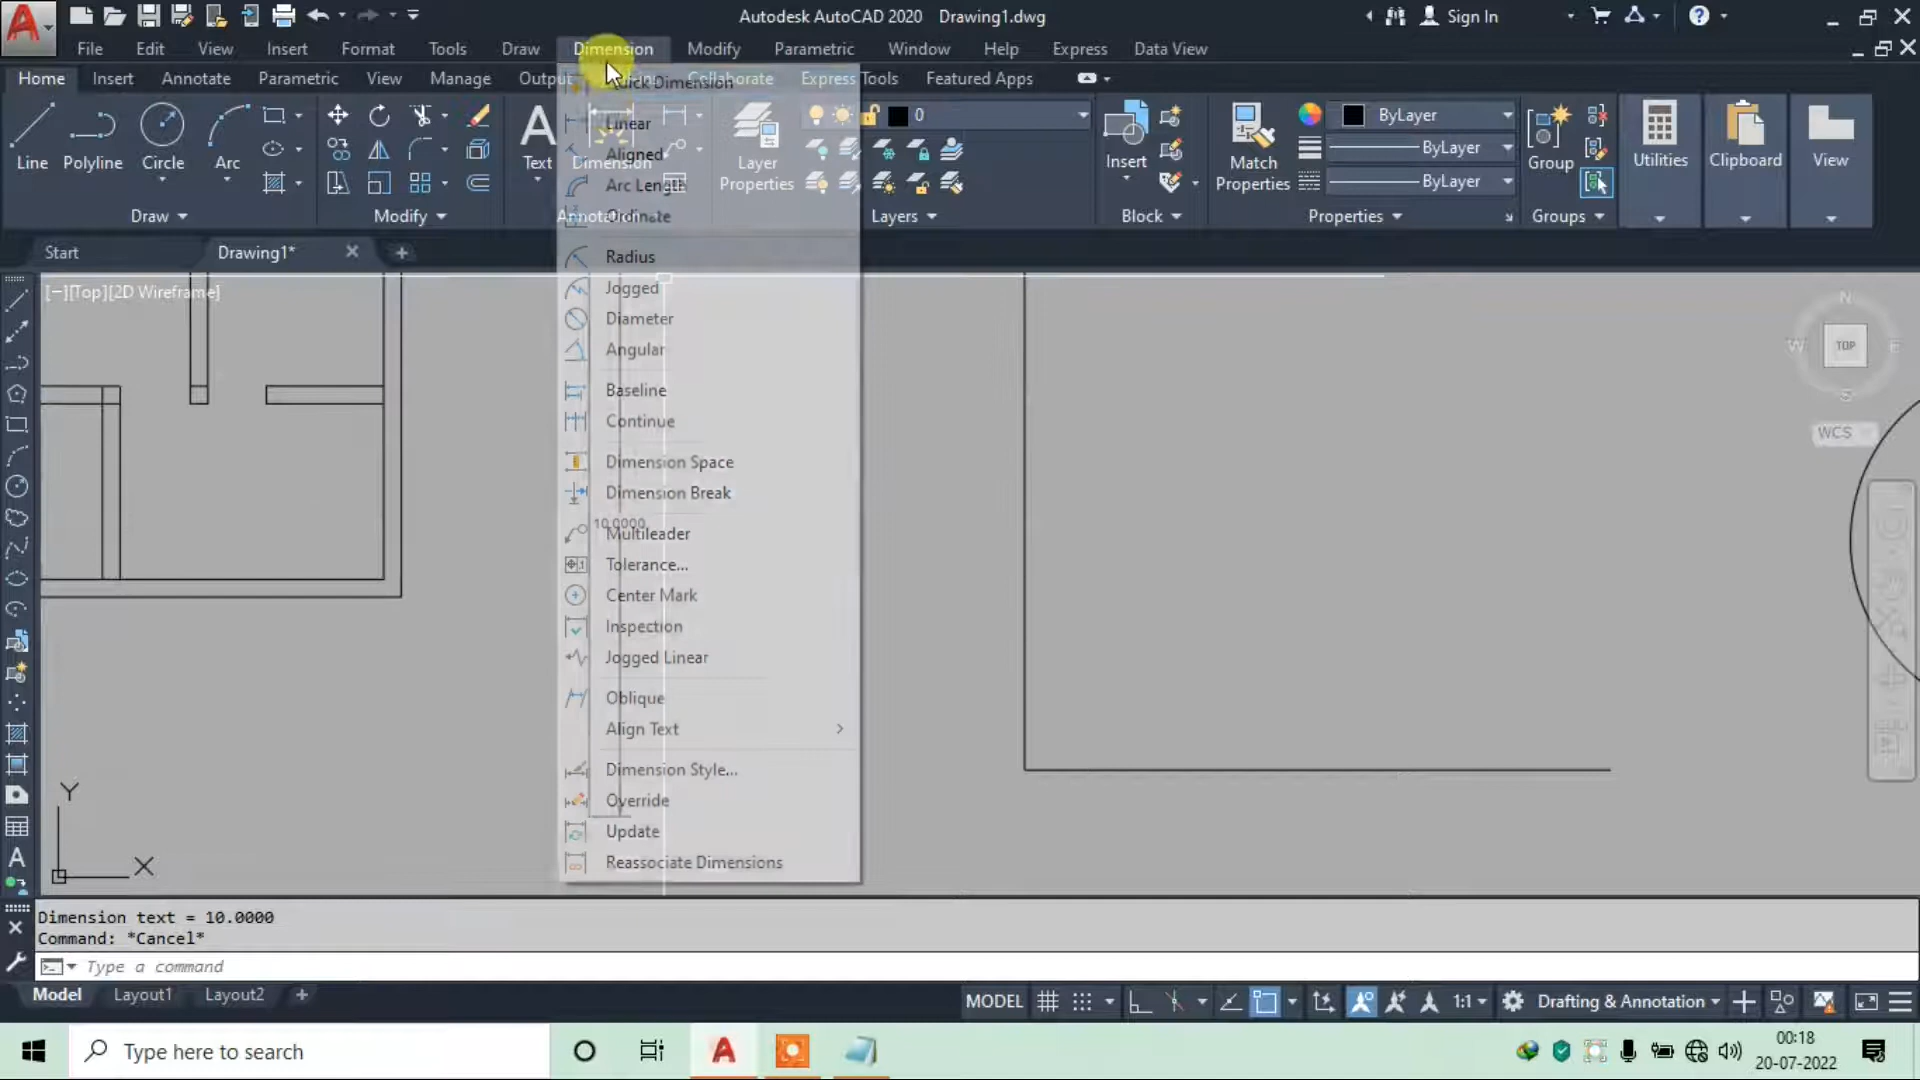 Autodesk AutoCAD 2020 Drawing1.dwg
Sign In
File Edit View Insert Format Tools Draw Dimension Modify Parametric Window Help Express Data View
Home Insert Annotate Parametric View Manage Output Collaborate Express Tools Featured Apps
Line Polyline Circle Arc
Draw
Modify
Text Dimension
Annotation
Layer
Properties
0
Layers
Insert
Block
Match
Properties
ByLayer
ByLayer
ByLayer
Properties
Group
Groups
Utilities
Clipboard
View
Start Drawing1*
[−][Top][2D Wireframe]
Quick Dimension
Linear
Aligned
Arc Length
Ordinate
Radius
Jogged
Diameter
Angular
Baseline
Continue
Dimension Space
Dimension Break
10.0000
Multileader
Tolerance...
Center Mark
Inspection
Jogged Linear
Oblique
Align Text
Dimension Style...
Override
Update
Reassociate Dimensions
N
W TOP E
S
WCS
Y
X
Dimension text = 10.0000
Command: *Cancel*
Type a command
Model Layout1 Layout2
MODEL
1:1
Drafting & Annotation
Type here to search
00:18
20-07-2022